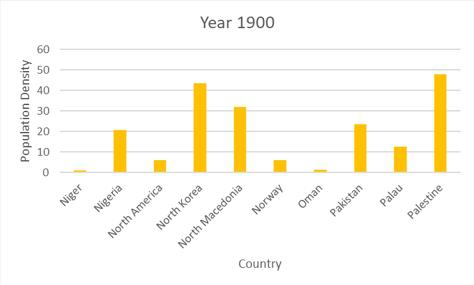 Year 1900
Population Density
60
50
40
30
20
10
0
Niger
Nigeria
North America
North Korea
North Macedonia
Norway
Oman
Pakistan
Palau
Palestine
Country